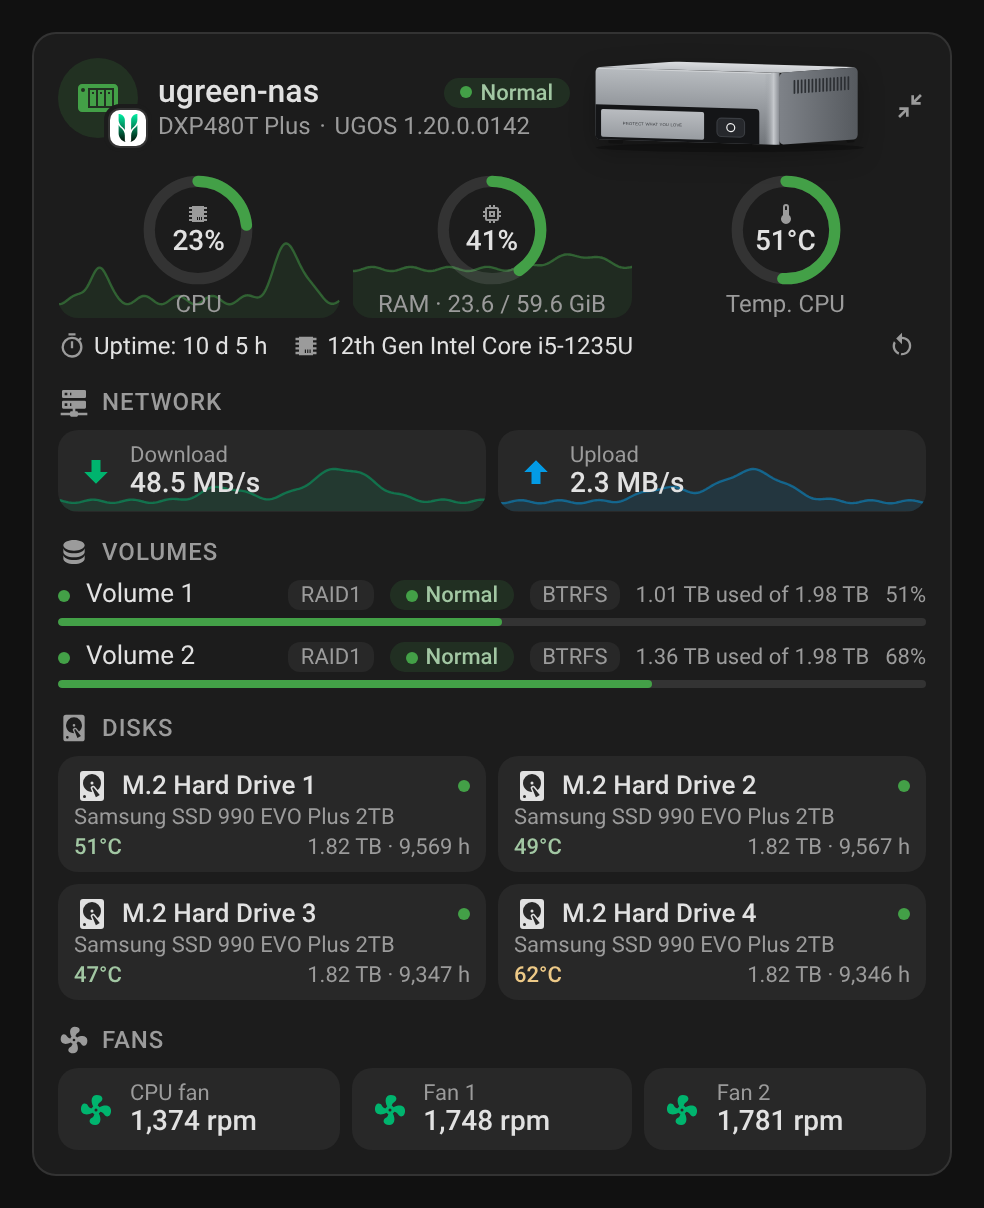 ugreen-nas
Normal
DXP480T Plus · UGOS 1.20.0.0142
PROTECT WHAT YOU LOVE
23%
CPU
41%
RAM · 23.6 / 59.6 GiB
51°C
Temp. CPU
Uptime: 10 d 5 h
12th Gen Intel Core i5-1235U
NETWORK
Download
48.5 MB/s
Upload
2.3 MB/s
VOLUMES
Volume 1 RAID1 Normal BTRFS 1.01 TB used of 1.98 TB 51%
Volume 2 RAID1 Normal BTRFS 1.36 TB used of 1.98 TB 68%
DISKS
M.2 Hard Drive 1
Samsung SSD 990 EVO Plus 2TB
51°C 1.82 TB · 9,569 h
M.2 Hard Drive 2
Samsung SSD 990 EVO Plus 2TB
49°C 1.82 TB · 9,567 h
M.2 Hard Drive 3
Samsung SSD 990 EVO Plus 2TB
47°C 1.82 TB · 9,347 h
M.2 Hard Drive 4
Samsung SSD 990 EVO Plus 2TB
62°C 1.82 TB · 9,346 h
FANS
CPU fan
1,374 rpm
Fan 1
1,748 rpm
Fan 2
1,781 rpm